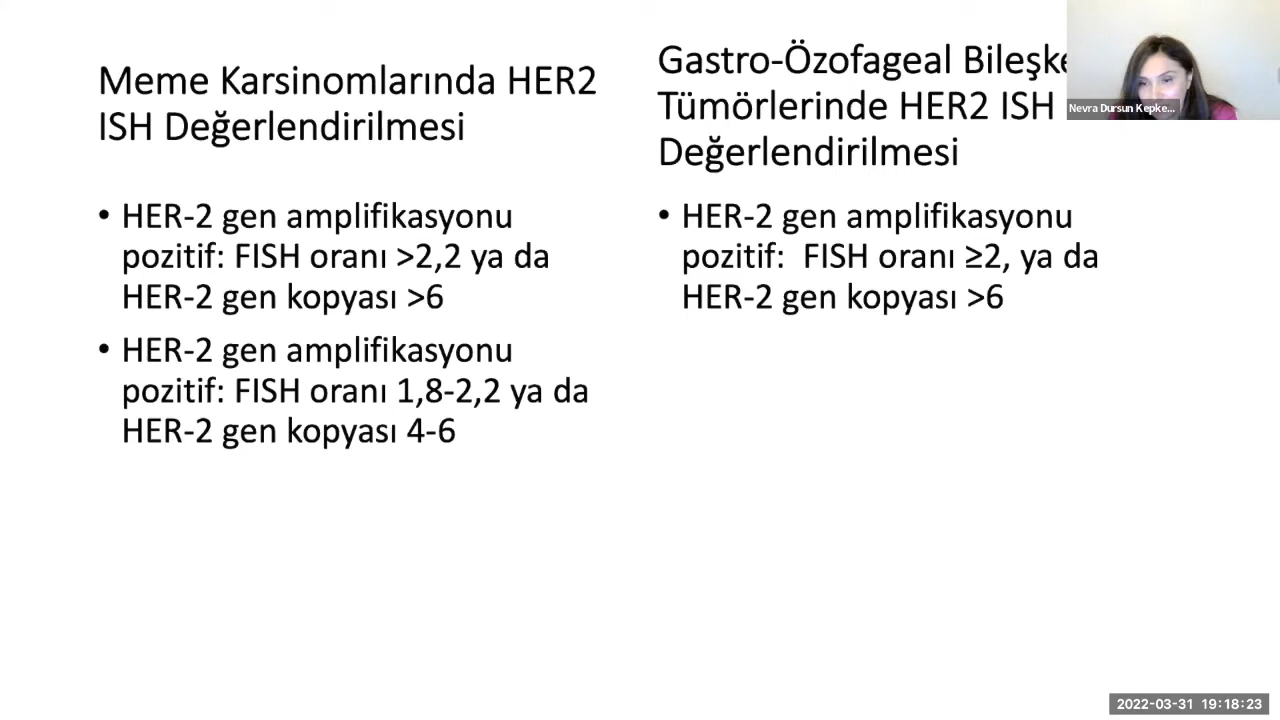 Meme Karsinomlarında HER2
ISH Değerlendirilmesi
• HER-2 gen amplifikasyonu
pozitif: FISH oranı >2,2 ya da
HER-2 gen kopyası >6
• HER-2 gen amplifikasyonu
pozitif: FISH oranı 1,8-2,2 ya da
HER-2 gen kopyası 4-6
Gastro-Özofageal Bileşke
Tümörlerinde HER2 ISH
Değerlendirilmesi
• HER-2 gen amplifikasyonu
pozitif: FISH oranı ≥2, ya da
HER-2 gen kopyası >6
Nevra Dursun Kepke...
2022-03-31 19:18:23